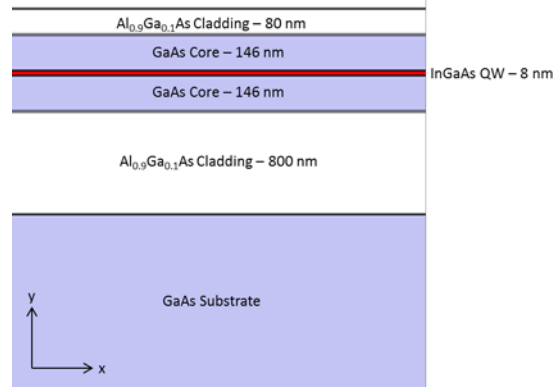 Al₀.₉Ga₀.₁As Cladding – 80 nm
GaAs Core – 146 nm
InGaAs QW – 8 nm
GaAs Core – 146 nm
Al₀.₉Ga₀.₁As Cladding – 800 nm
GaAs Substrate
y
x